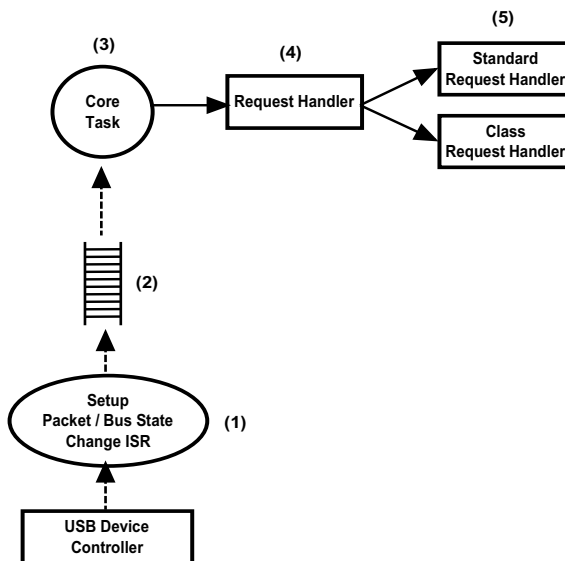 (5)
(3)
(4)
Standard
Request Handler
Core
Task
Request Handler
Class
Request Handler
(2)
Setup
Packet / Bus State
Change ISR
(1)
USB Device
Controller